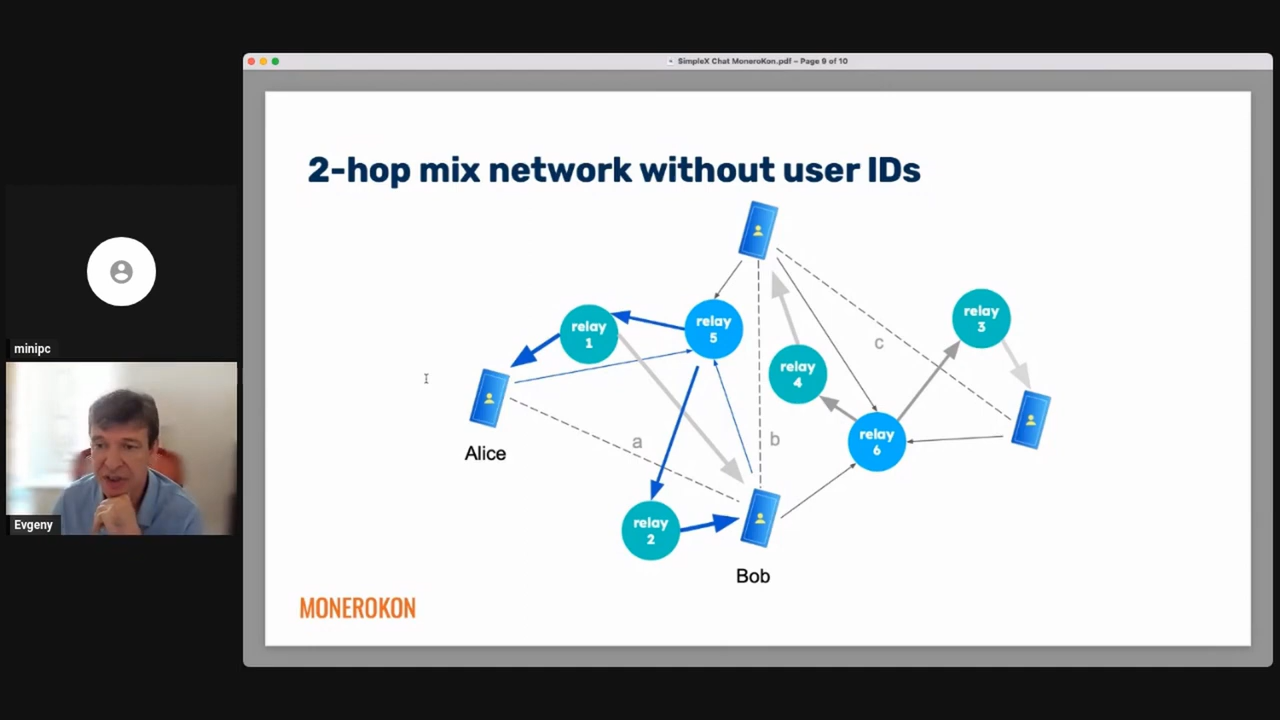 SimpleX Chat MoneroKon.pdf – Page 9 of 10
2-hop mix network without user IDs
relay
1
relay
5
relay
3
c
relay
4
Alice
a
b
relay
6
relay
2
Bob
MONEROKON
minipc
Evgeny